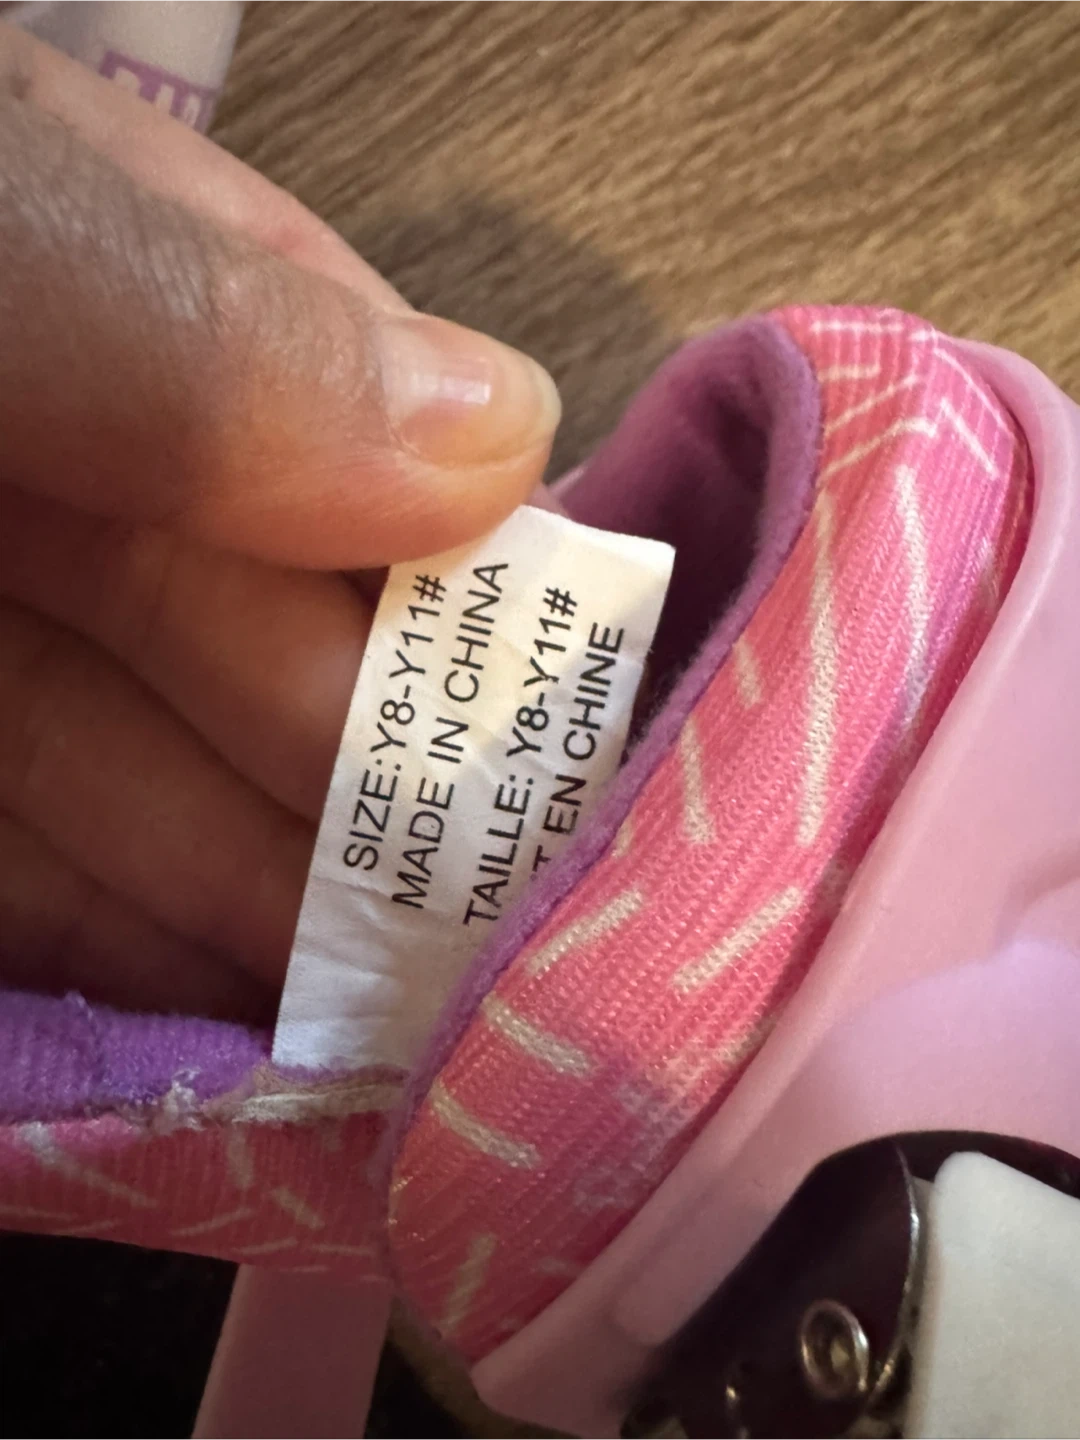 SIZE:Y8-Y11#
MADE IN CHINA
TAILLE: Y8-Y11#
EN CHINE